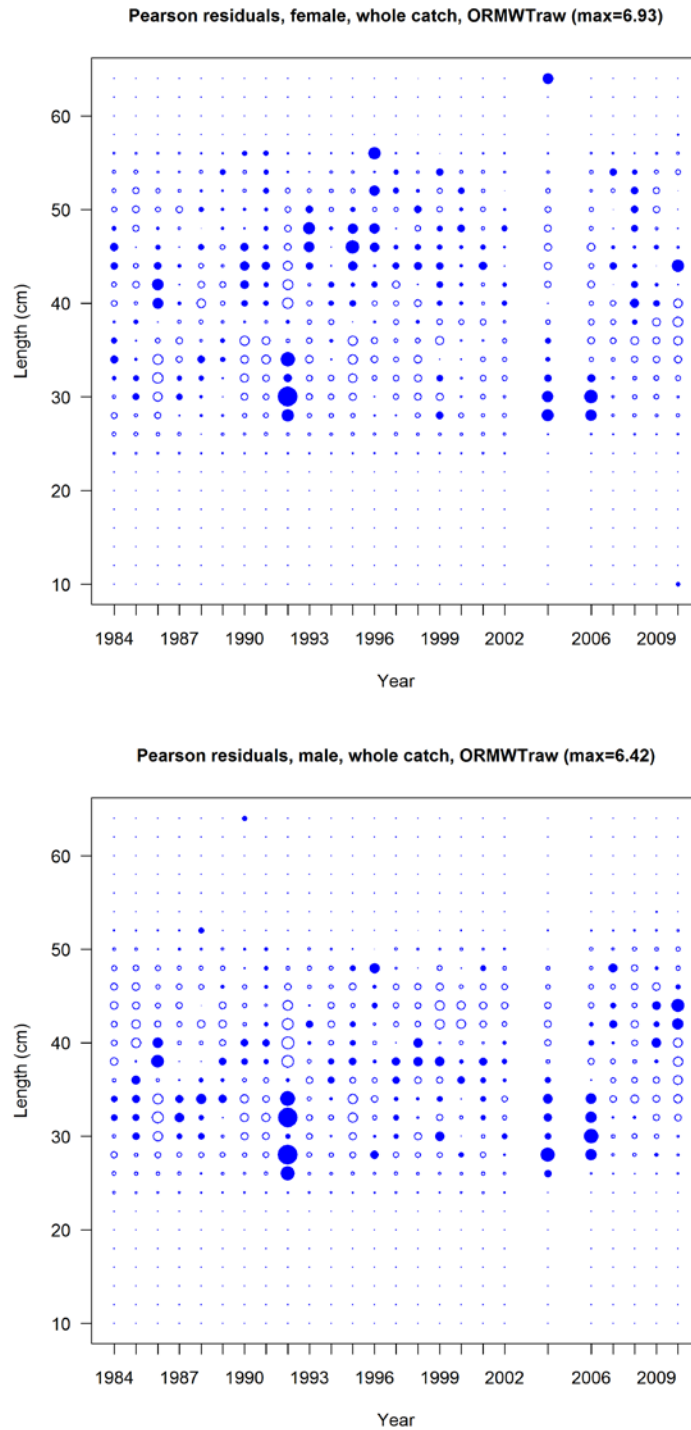 Pearson residuals, female, whole catch, ORMWTraw (max=6.93)
60
50
40
30
20
10
Length (cm)
1984 1987 1990 1993 1996 1999 2002 2006 2009
Year
Pearson residuals, male, whole catch, ORMWTraw (max=6.42)
60
50
40
30
20
10
Length (cm)
1984 1987 1990 1993 1996 1999 2002 2006 2009
Year